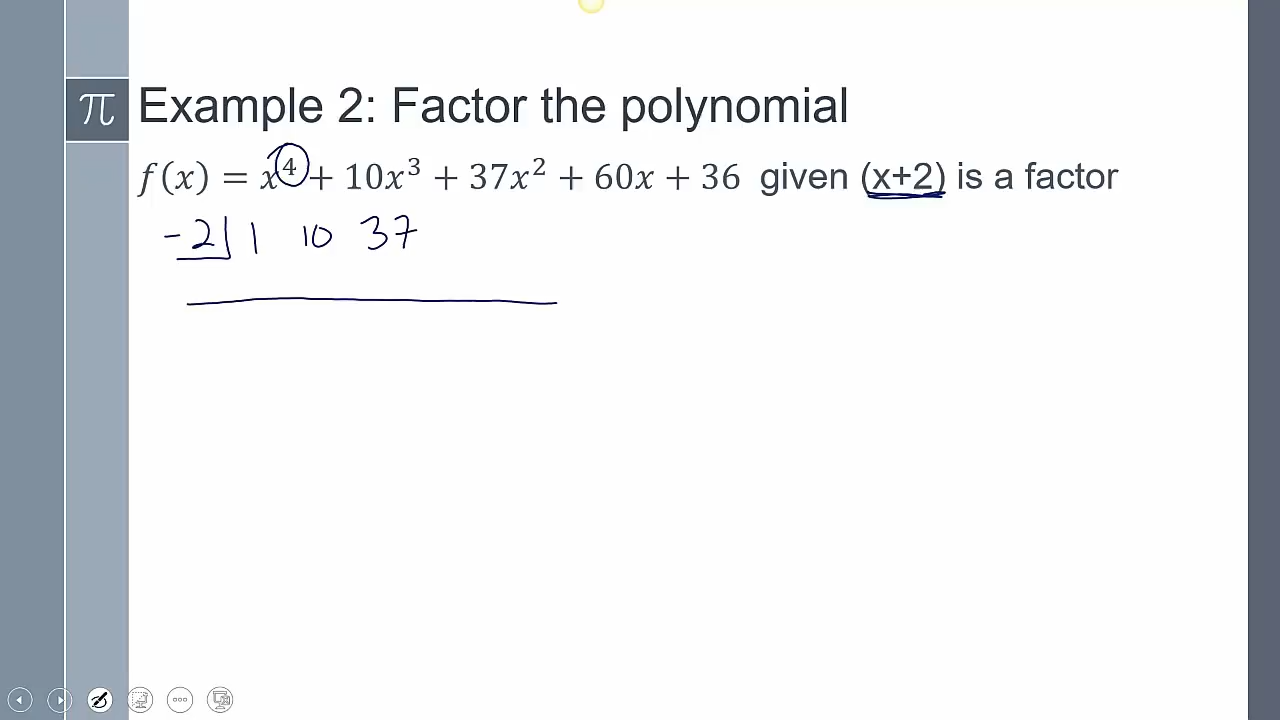 π Example 2: Factor the polynomial
f(x) = x⁴ + 10x³ + 37x² + 60x + 36 given (x+2) is a factor
-2| 1 10 37